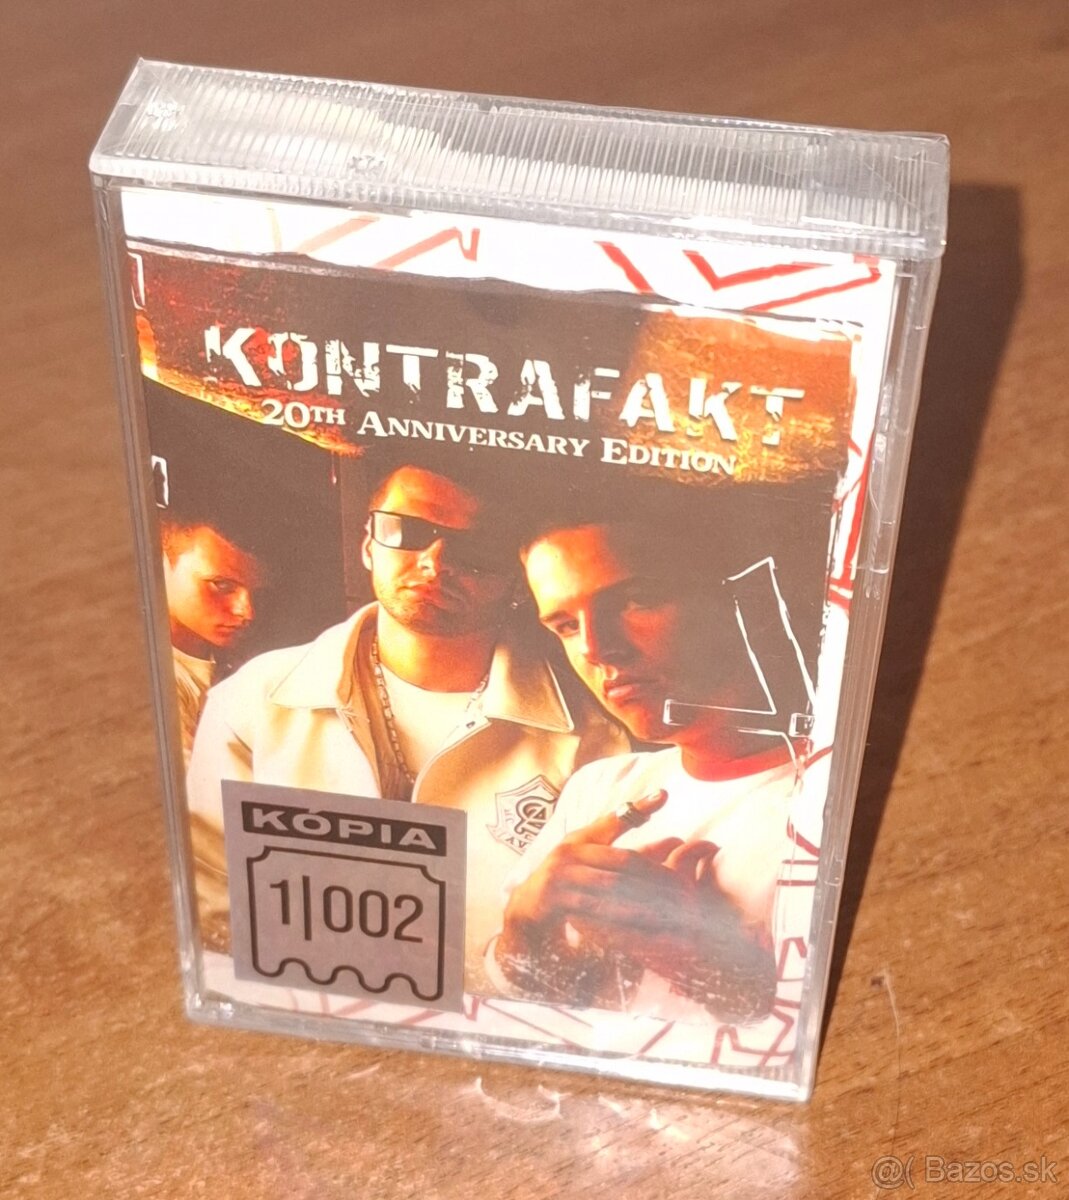 KONTRAFAKT
20TH ANNIVERSARY EDITION
KÓPIA
1|002
@( Bazos.sk